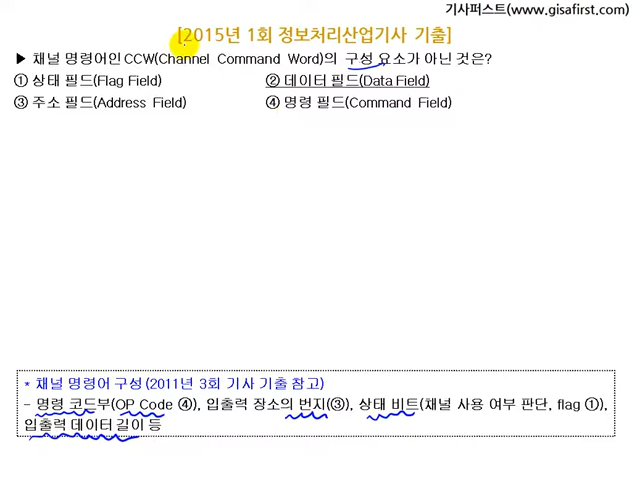 기사퍼스트(www.gisafirst.com)
[2015년 1회 정보처리산업기사 기출]
▶ 채널 명령어인 CCW(Channel Command Word)의 구성 요소가 아닌 것은?
① 상태 필드(Flag Field) ② 데이터 필드(Data Field)
③ 주소 필드(Address Field) ④ 명령 필드(Command Field)
* 채널 명령어 구성 (2011년 3회 기사 기출 참고)
- 명령 코드부(OP Code ④), 입출력 장소의 번지(③), 상태 비트(채널 사용 여부 판단, flag ①),
입출력 데이터 길이 등